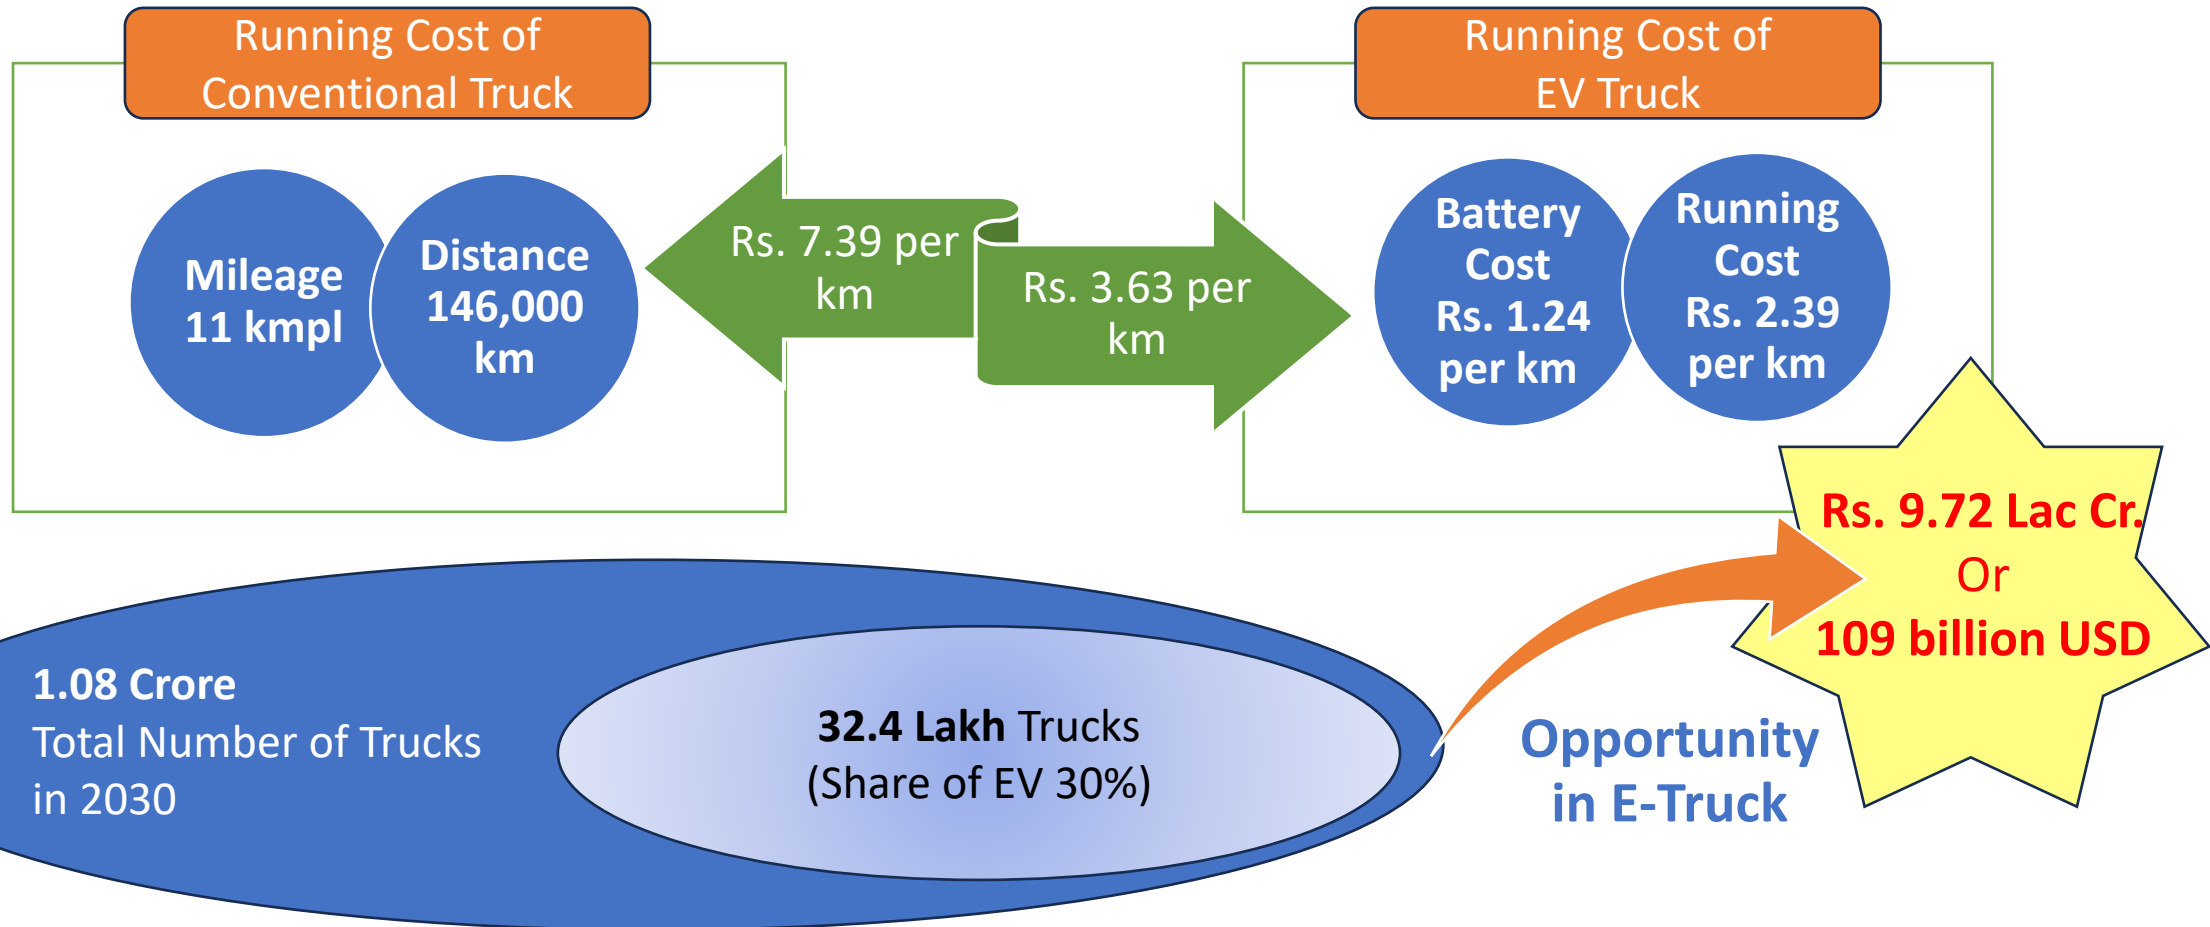 Running Cost of
Conventional Truck
Mileage
11 kmpl
Distance
146,000
km
Rs. 7.39 per
km
Rs. 3.63 per
km
Running Cost of
EV Truck
Battery
Cost
Rs. 1.24
per km
Running
Cost
Rs. 2.39
per km
Rs. 9.72 Lac Cr.
Or
109 billion USD
1.08 Crore
Total Number of Trucks
in 2030
32.4 Lakh Trucks
(Share of EV 30%)
Opportunity
in E-Truck